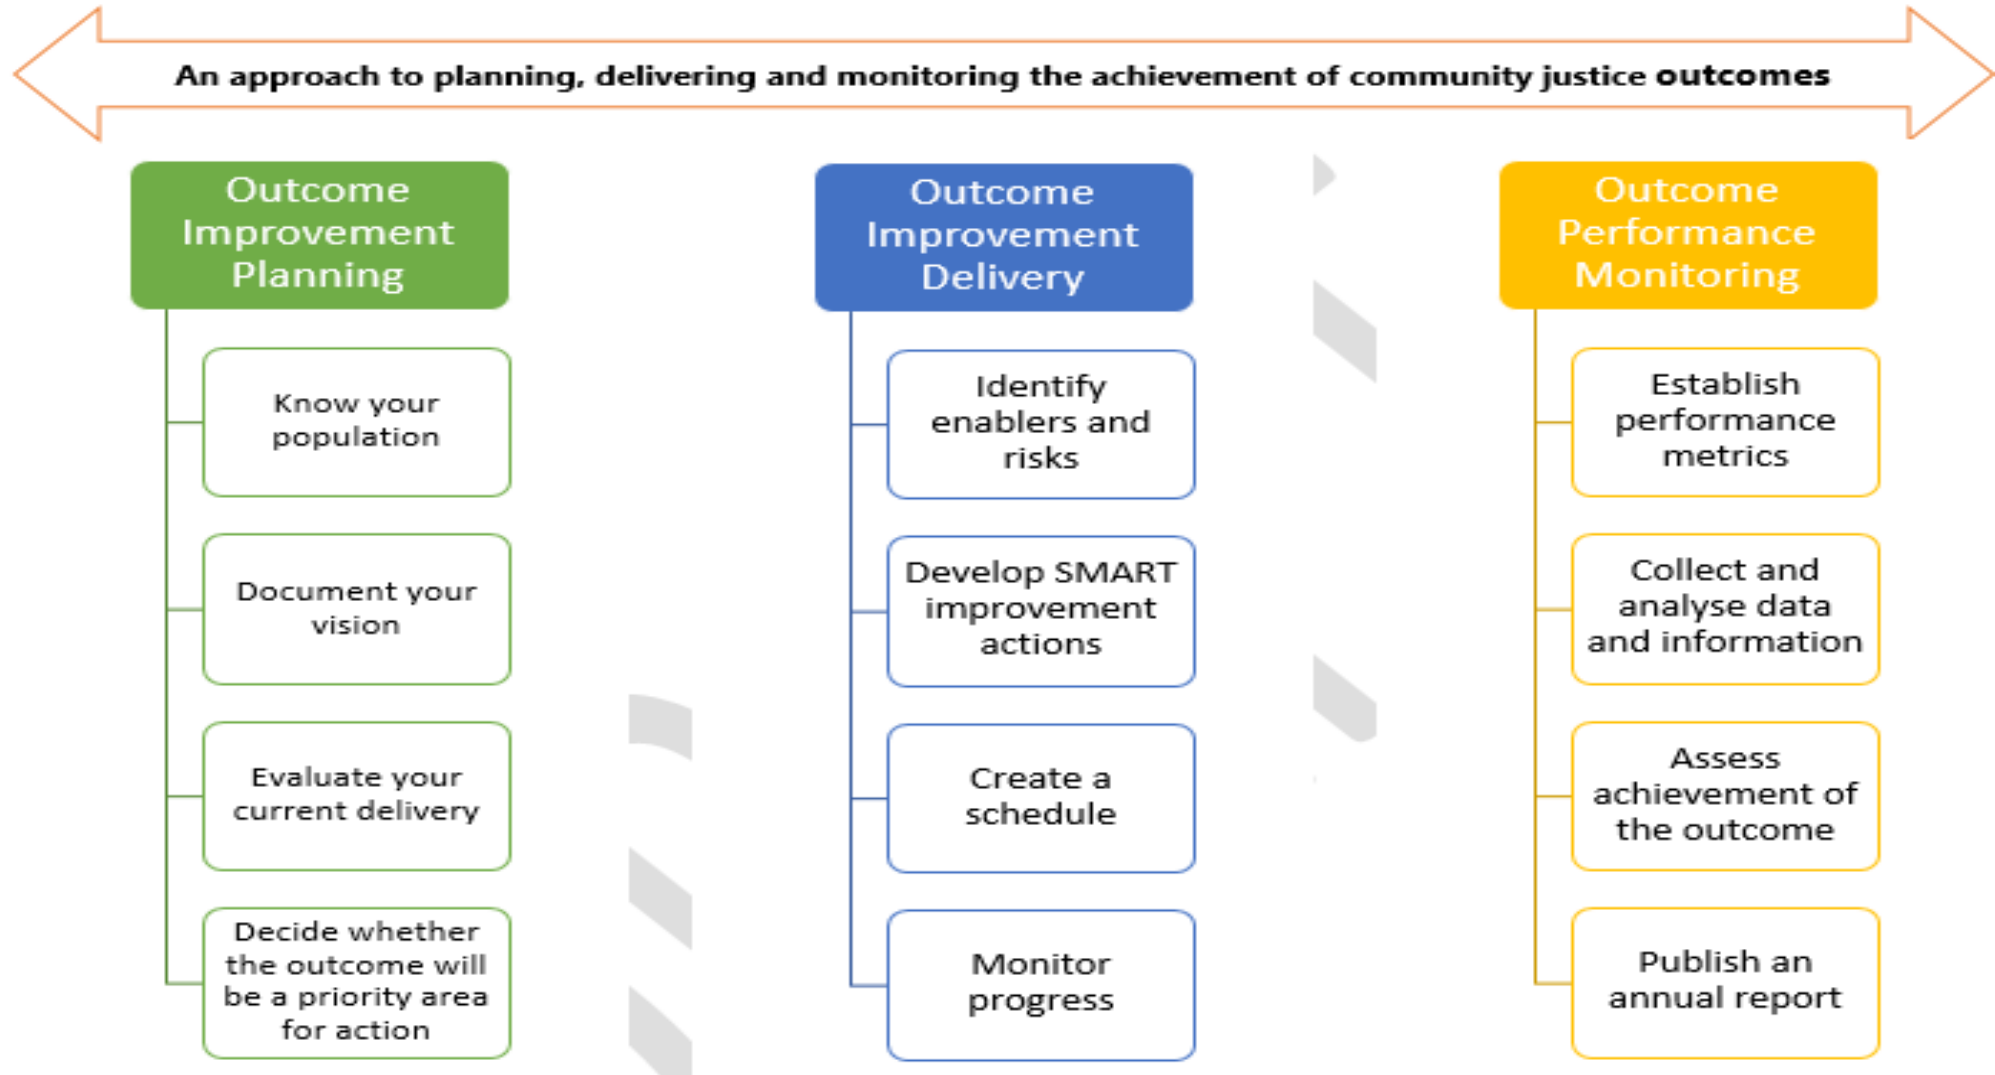 An approach to planning, delivering and monitoring the achievement of community justice outcomes
Outcome
Improvement
Planning
Know your
population
Document your
vision
Evaluate your
current delivery
Decide whether
the outcome will
be a priority area
for action
Outcome
Improvement
Delivery
Identify
enablers and
risks
Develop SMART
improvement
actions
Create a
schedule
Monitor
progress
Outcome
Performance
Monitoring
Establish
performance
metrics
Collect and
analyse data
and information
Assess
achievement of
the outcome
Publish an
annual report